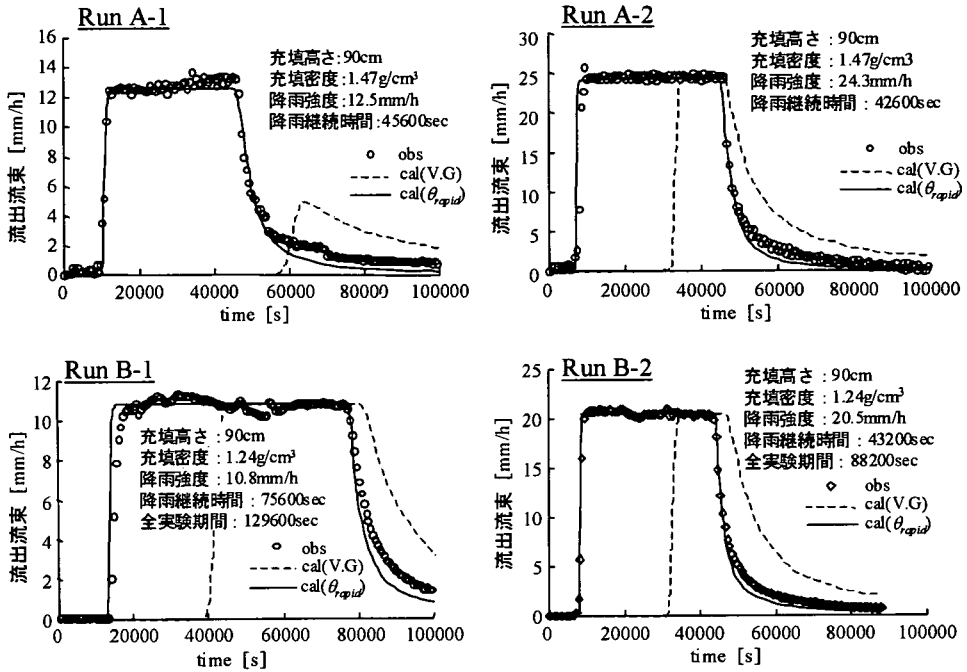 Run A-1
16
14
12
10
8
6
4
2
0
流出流束 [mm/h]
充填高さ:90cm
充填密度:1.47g/cm³
降雨強度:12.5mm/h
降雨継続時間:45600sec
obs
cal(V.G)
cal(θrapid)
0 20000 40000 60000 80000 100000
time [s]
Run A-2
30
25
20
15
10
5
0
流出流束 [mm/h]
充填高さ:90cm
充填密度:1.47g/cm3
降雨強度:24.3mm/h
降雨継続時間:42600sec
obs
cal(V.G)
cal(θrapid)
0 20000 40000 60000 80000 100000
time [s]
Run B-1
12
10
8
6
4
2
0
流出流束 [mm/h]
充填高さ:90cm
充填密度:1.24g/cm³
降雨強度:10.8mm/h
降雨継続時間:75600sec
全実験期間:129600sec
obs
cal(V.G)
cal(θrapid)
0 20000 40000 60000 80000 100000
time [s]
Run B-2
25
20
15
10
5
0
流出流束 [mm/h]
充填高さ:90cm
充填密度:1.24g/cm³
降雨強度:20.5mm/h
降雨継続時間:43200sec
全実験期間:88200sec
obs
cal(V.G)
cal(θrapid)
0 20000 40000 60000 80000 100000
time [s]